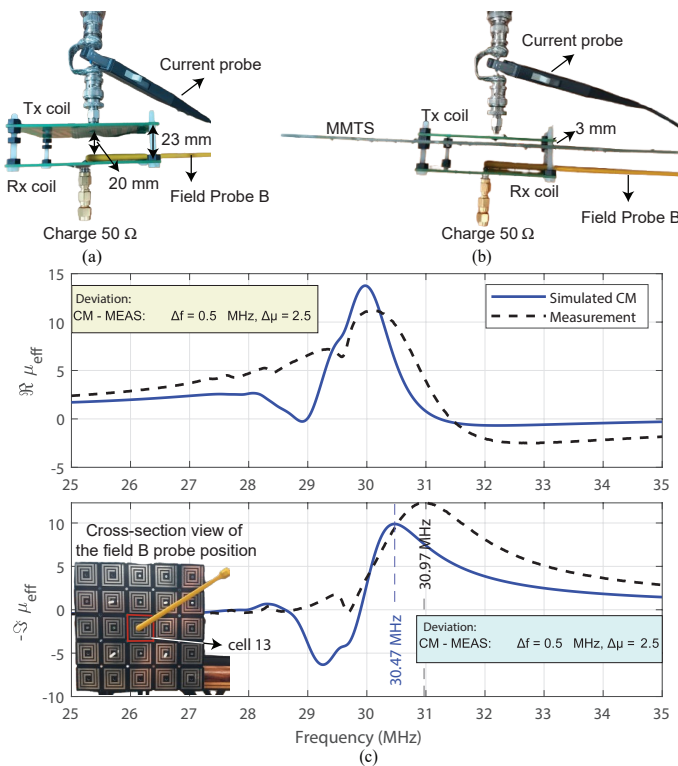 Current probe
Tx coil
23 mm
Rx coil
20 mm
Field Probe B
Charge 50 Ω
(a)
Current probe
MMTS
Tx coil
3 mm
Rx coil
Field Probe B
Charge 50 Ω
(b)
15
10
5
0
-5
ℜ μeff
Deviation:
CM - MEAS: Δf = 0.5 MHz, Δμ = 2.5
Simulated CM
Measurement
25 26 27 28 29 30 31 32 33 34 35
10
5
0
-5
-10
-ℑ μeff
Cross-section view of
the field B probe position
cell 13
30.47 MHz
30.97 MHz
Deviation:
CM - MEAS: Δf = 0.5 MHz, Δμ = 2.5
25 26 27 28 29 30 31 32 33 34 35
Frequency (MHz)
(c)